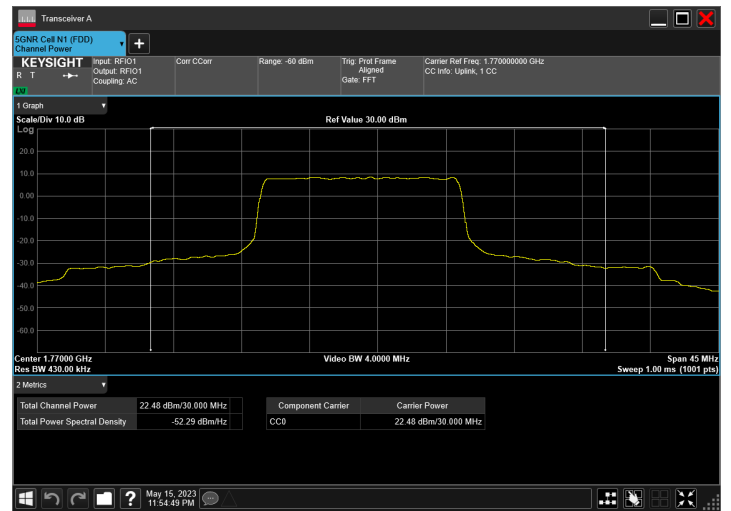 Transceiver A
5GNR Cell N1 (FDD)
Channel Power
KEYSIGHT
R T
LXI
Input: RFIO1
Output: RFIO1
Coupling: AC
Corr CCorr
Range: -60 dBm
Trig: Prot Frame
Aligned
Gate: FFT
Carrier Ref Freq: 1.770000000 GHz
CC Info: Uplink, 1 CC
1 Graph
Scale/Div 10.0 dB
Ref Value 30.00 dBm
Log
20.0
10.0
0.00
-10.0
-20.0
-30.0
-40.0
-50.0
-60.0
Center 1.77000 GHz
Video BW 4.0000 MHz
Span 45 MHz
Res BW 430.00 kHz
Sweep 1.00 ms (1001 pts)
2 Metrics
Total Channel Power 22.48 dBm/30.000 MHz
Total Power Spectral Density -52.29 dBm/Hz
Component Carrier Carrier Power
CC0 22.48 dBm/30.000 MHz
May 15, 2023
11:54:49 PM